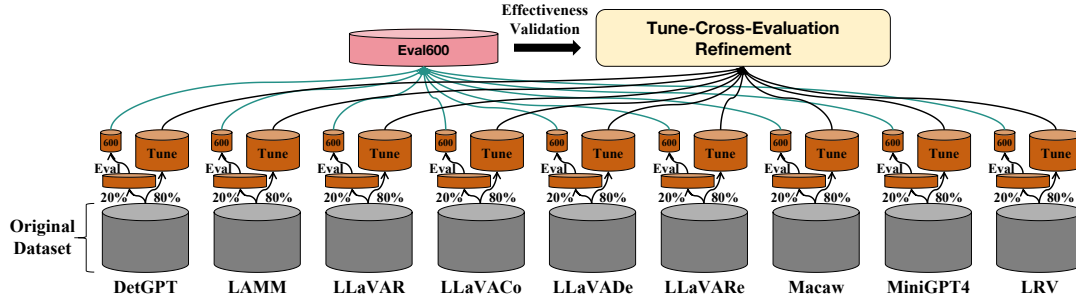 Effectiveness
Validation
Eval600
Tune-Cross-Evaluation
Refinement
600 Tune 600 Tune 600 Tune 600 Tune 600 Tune 600 Tune 600 Tune 600 Tune 600 Tune
Eval Eval Eval Eval Eval Eval Eval Eval Eval
20% 80% 20% 80% 20% 80% 20% 80% 20% 80% 20% 80% 20% 80% 20% 80% 20% 80%
Original
Dataset
DetGPT LAMM LLaVAR LLaVACo LLaVADe LLaVARe Macaw MiniGPT4 LRV